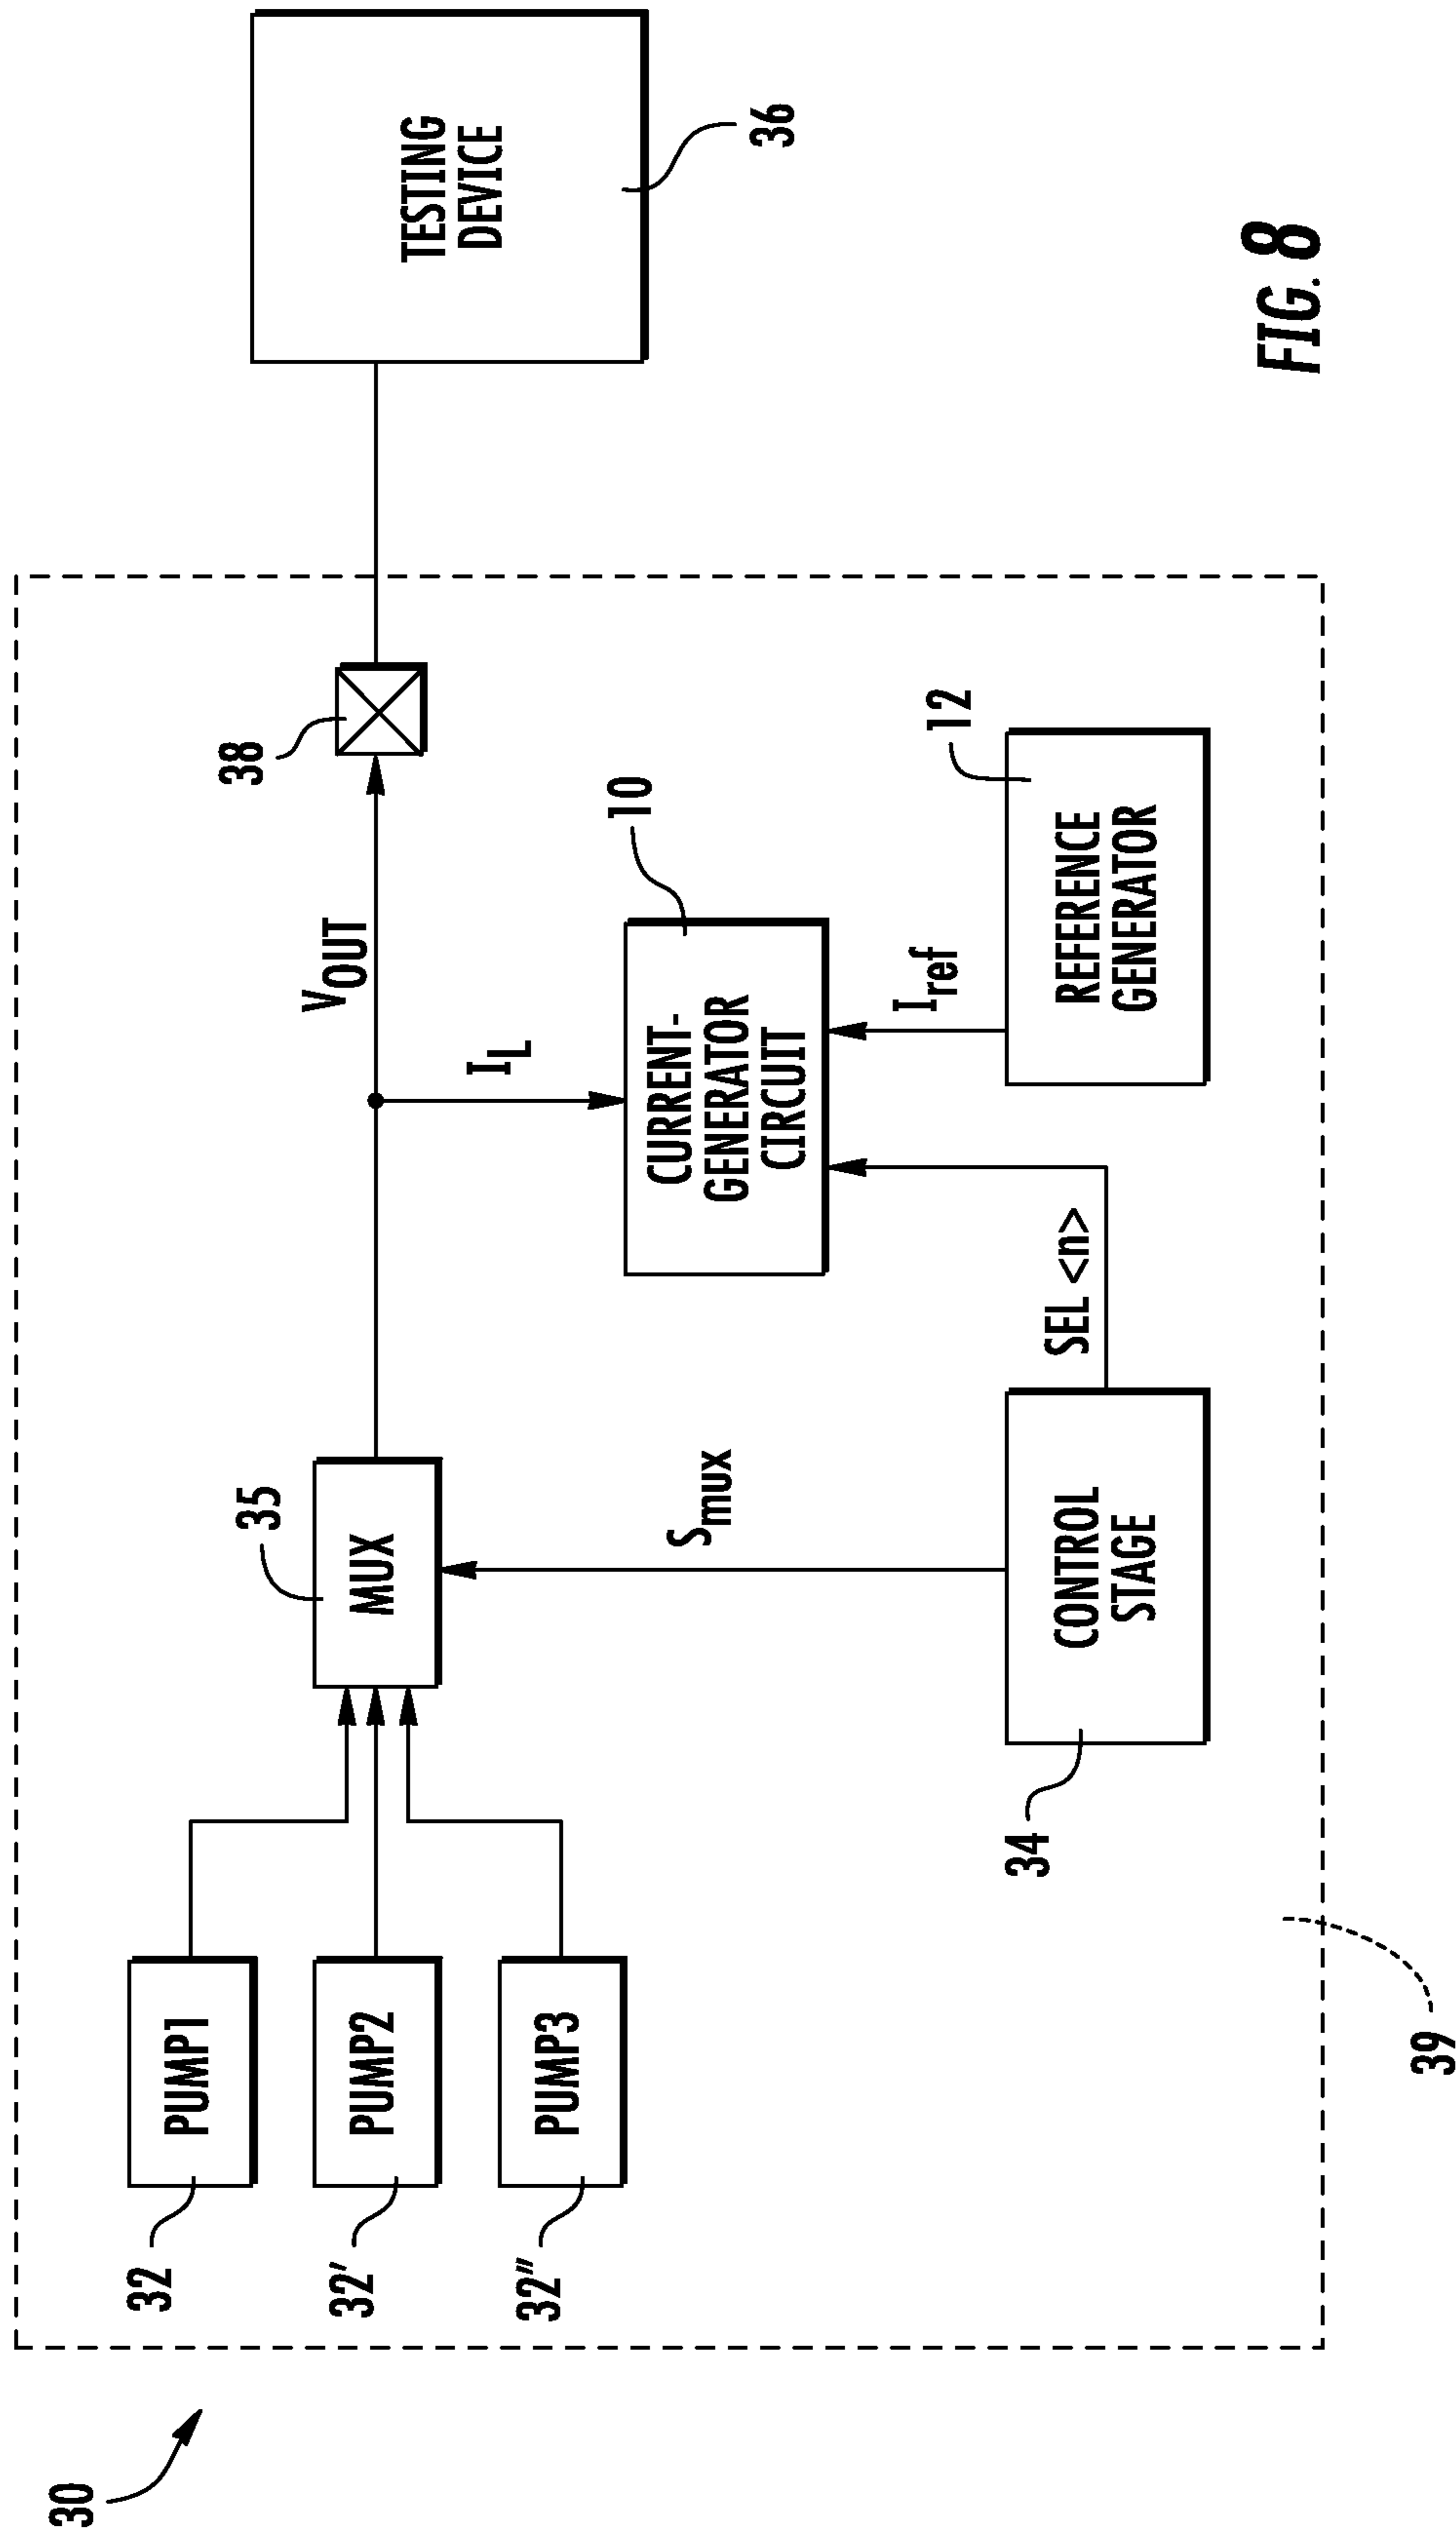 30
32
PUMP1
32'
PUMP2
32"
PUMP3
35
MUX
VOUT
38
TESTING
DEVICE
36
IL
10
CURRENT-
GENERATOR
CIRCUIT
Smux
Iref
12
SEL <n>
CONTROL
STAGE
34
REFERENCE
GENERATOR
39
FIG. 8